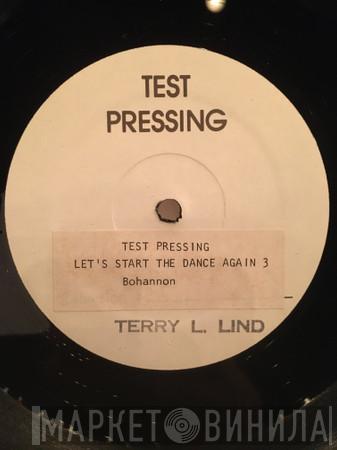 TEST
PRESSING
TEST PRESSING
LET'S START THE DANCE AGAIN 3
Bohannon
TERRY L. LIND
МАРКЕТ ВИНИЛА